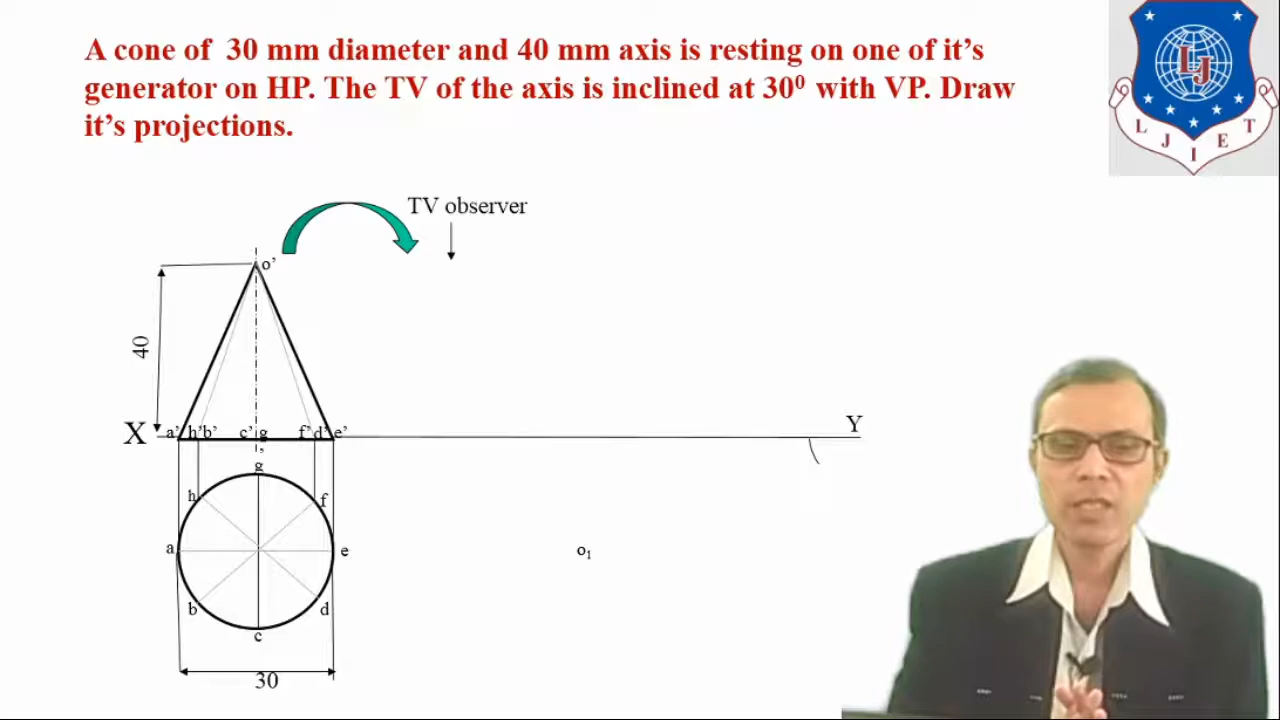 A cone of 30 mm diameter and 40 mm axis is resting on one of it’s
generator on HP. The TV of the axis is inclined at 30⁰ with VP. Draw
it’s projections.
LJ
L J I E T
TV observer
o’
40
X a’ h’b’ c’g’ f’d’ e’ Y
g
h f
a e o₁
b d
c
30